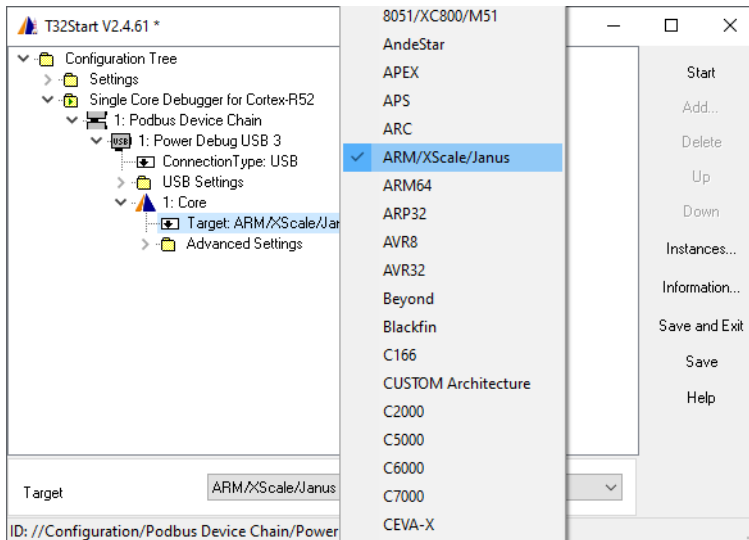 T32Start V2.4.61 *
Configuration Tree
Settings
Single Core Debugger for Cortex-R52
1: Podbus Device Chain
USB 1: Power Debug USB 3
ConnectionType: USB
USB Settings
1: Core
Target: ARM/XScale/Jan
Advanced Settings
8051/XC800/M51
AndeStar
APEX
APS
ARC
ARM/XScale/Janus
ARM64
ARP32
AVR8
AVR32
Beyond
Blackfin
C166
CUSTOM Architecture
C2000
C5000
C6000
C7000
CEVA-X
Start
Add...
Delete
Up
Down
Instances...
Information...
Save and Exit
Save
Help
Target
ARM/XScale/Janus
ID: //Configuration/Podbus Device Chain/Power